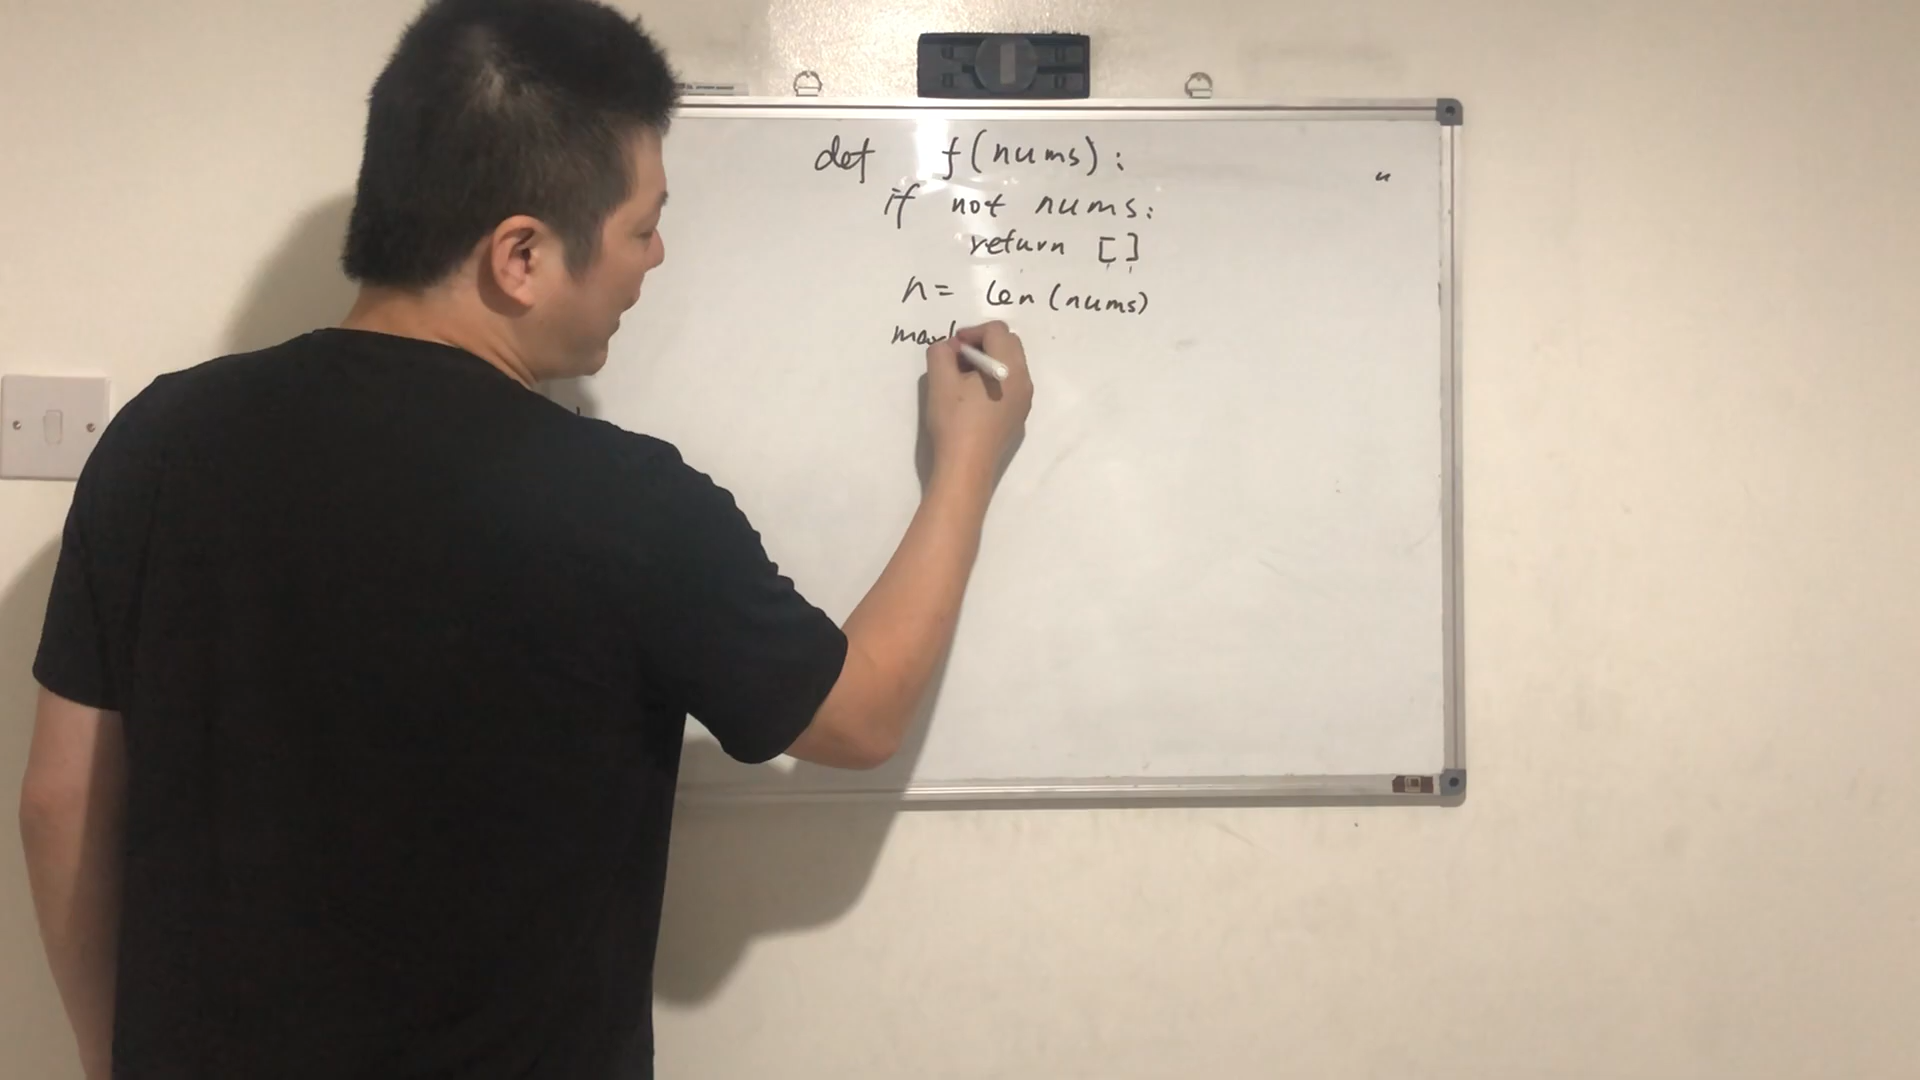 def f(nums):
if not nums:
return []
n= len(nums)